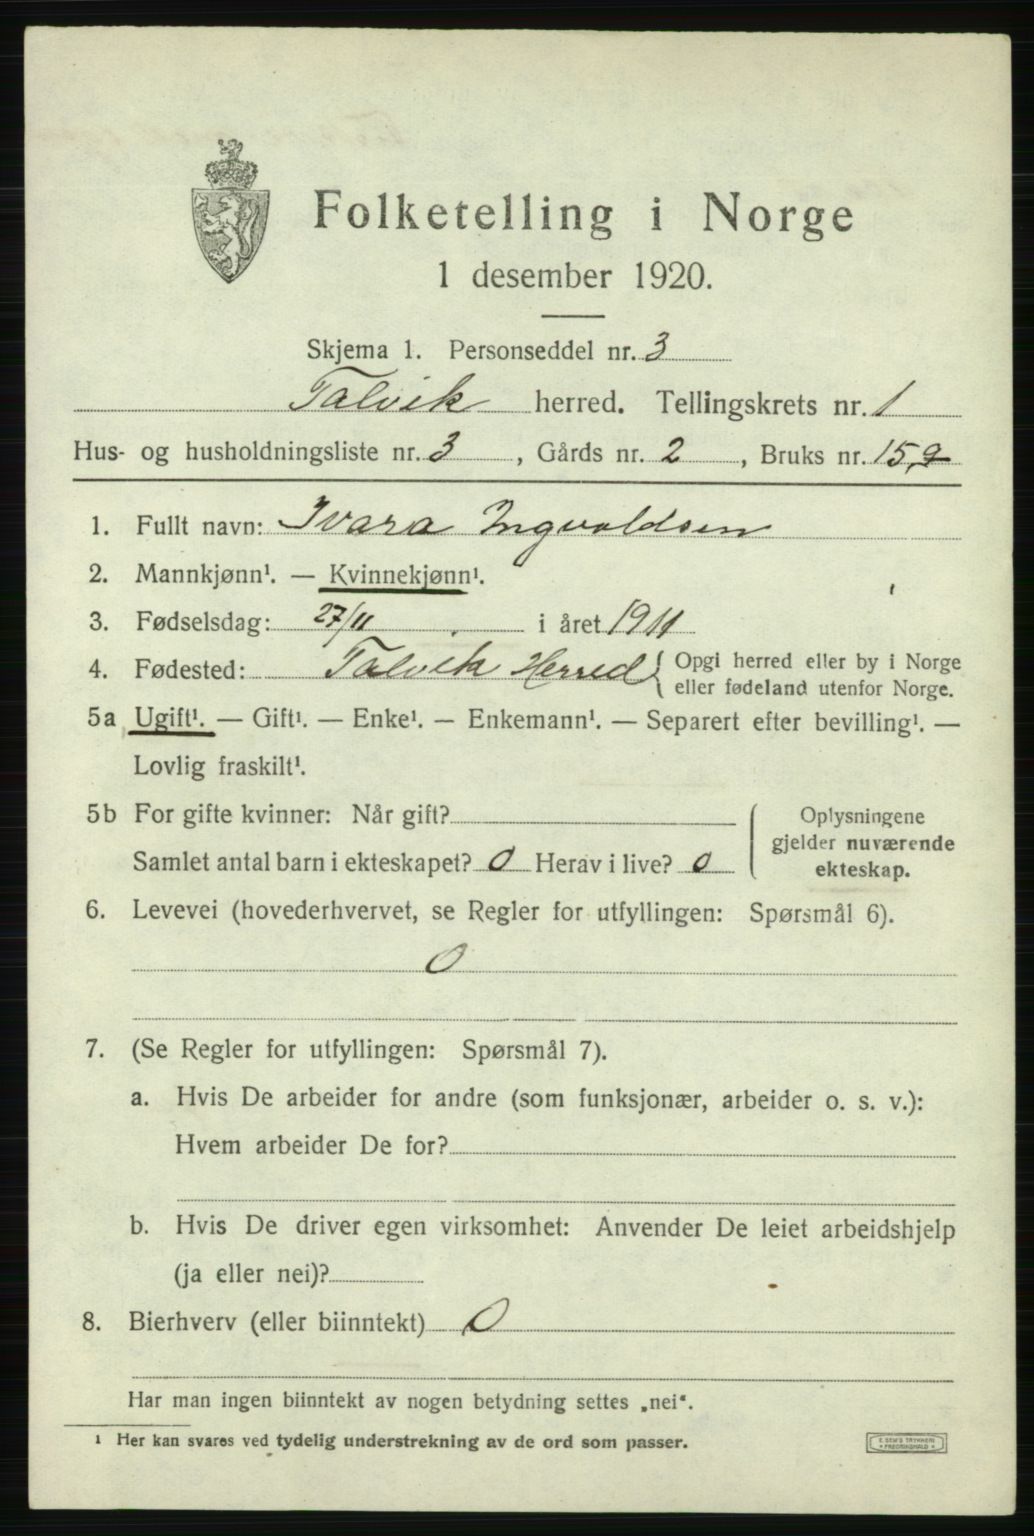 Folketelling i Norge
1 desember 1920.
Skjema 1. Personseddel nr. 3
Talvik herred. Tellingskrets nr. 1
Hus- og husholdningsliste nr. 3, Gårds nr. 2, Bruks nr. 15,9
1. Fullt navn: Ivara Ingvaldsen
2. Mannkjønn¹. — Kvinnekjønn¹.
3. Fødselsdag: 27/11 i året 1911
4. Fødested: Talvik Herred { Opgi herred eller by i Norge
eller fødeland utenfor Norge.
5a Ugift¹. — Gift¹. — Enke¹. — Enkemann¹. — Separert efter bevilling¹. —
Lovlig fraskilt¹.
5b For gifte kvinner: Når gift?
Samlet antal barn i ekteskapet? 0 Herav i live? 0
Oplysningene
gjelder nuværende
ekteskap.
6. Levevei (hovederhvervet, se Regler for utfyllingen: Spørsmål 6).
0
7. (Se Regler for utfyllingen: Spørsmål 7).
a. Hvis De arbeider for andre (som funksjonær, arbeider o. s. v.):
Hvem arbeider De for?
b. Hvis De driver egen virksomhet: Anvender De leiet arbeidshjelp
(ja eller nei)?
8. Bierhverv (eller biinntekt) 0
Har man ingen biinntekt av nogen betydning settes „nei“.
¹ Her kan svares ved tydelig understrekning av de ord som passer.
E. SEM'S TRYKKERI
FREDRIKSHALD